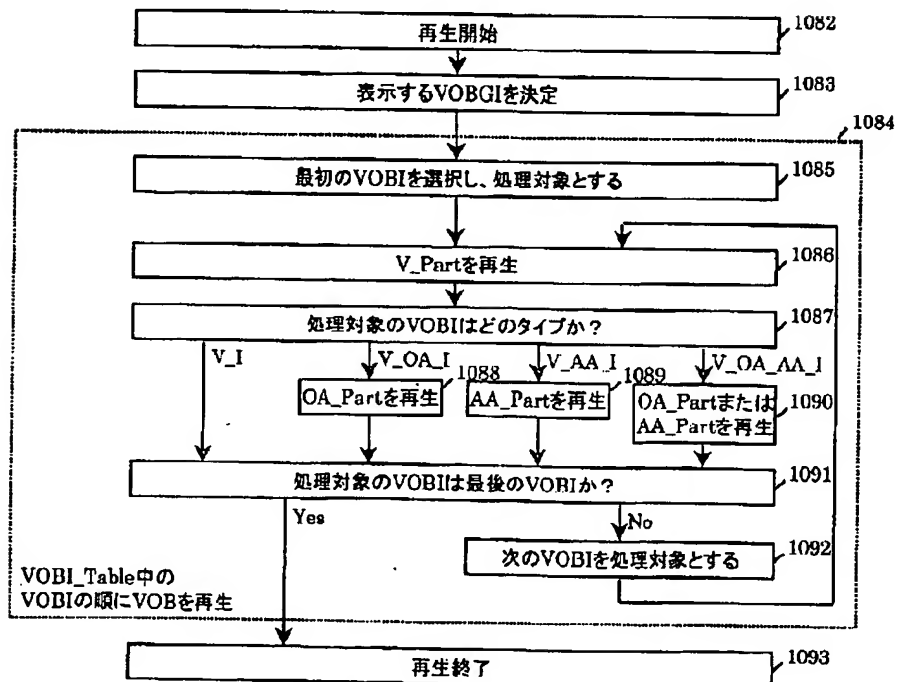 再生開始
1082
表示するVOBGIを決定
1083
1084
最初のVOBIを選択し、処理対象とする
1085
V_Partを再生
1086
処理対象のVOBIはどのタイプか？
1087
V_I
V_OA_I
V_AA_I
V_OA_AA_I
1088
OA_Partを再生
1089
AA_Partを再生
OA_Partまたは
AA_Partを再生
1090
処理対象のVOBIは最後のVOBIか？
1091
Yes
No
次のVOBIを処理対象とする
1092
VOBI_Table中の
VOBIの順にVOBを再生
再生終了
1093